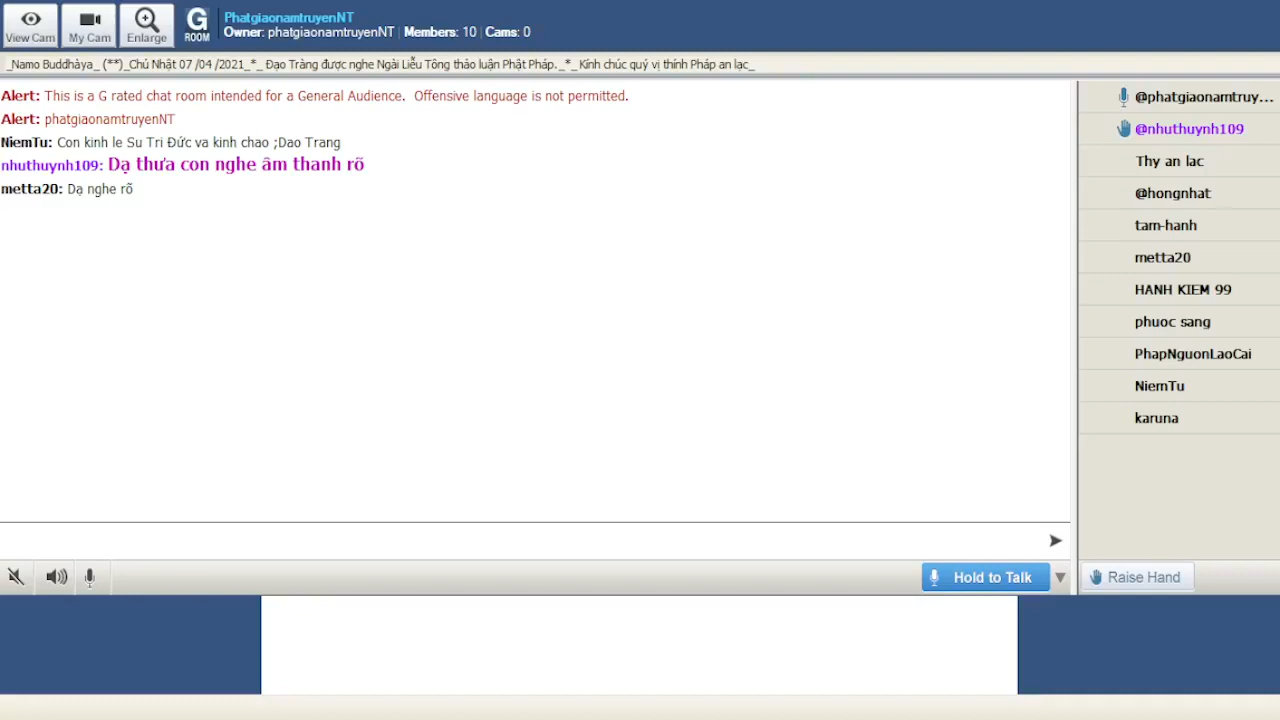 View Cam
My Cam
Enlarge
G
ROOM
PhatgiaonamtruyenNT
Owner: phatgiaonamtruyenNT | Members: 10 | Cams: 0
_Namo Buddhàya_ (**)_Chủ Nhật 07 /04 /2021_*_ Đạo Tràng được nghe Ngài Liễu Tông thảo luận Phật Pháp._*_ Kính chúc quý vị thính Pháp an lạc_
Alert: This is a G rated chat room intended for a General Audience.  Offensive language is not permitted.
Alert: phatgiaonamtruyenNT
NiemTu: Con kinh le Su Tri Đức va kinh chao ;Dao Trang
nhuthuynh109: Dạ thưa con nghe âm thanh rõ
metta20: Dạ nghe rõ
@phatgiaonamtruy...
@nhuthuynh109
Thy an lac
@hongnhat
tam-hanh
metta20
HANH KIEM 99
phuoc sang
PhapNguonLaoCai
NiemTu
karuna
Hold to Talk
Raise Hand